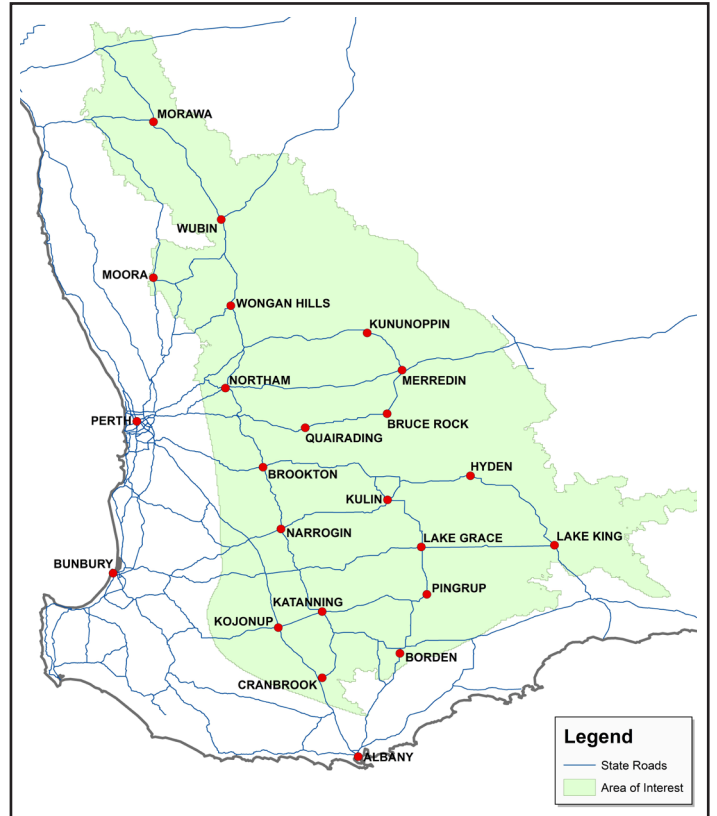 MORAWA
WUBIN
MOORA
WONGAN HILLS
KUNUNOPPIN
NORTHAM
MERREDIN
PERTH
BRUCE ROCK
QUAIRADING
BROOKTON
HYDEN
KULIN
NARROGIN
LAKE GRACE
LAKE KING
BUNBURY
KATANNING
PINGRUP
KOJONUP
BORDEN
CRANBROOK
ALBANY
Legend
State Roads
Area of Interest